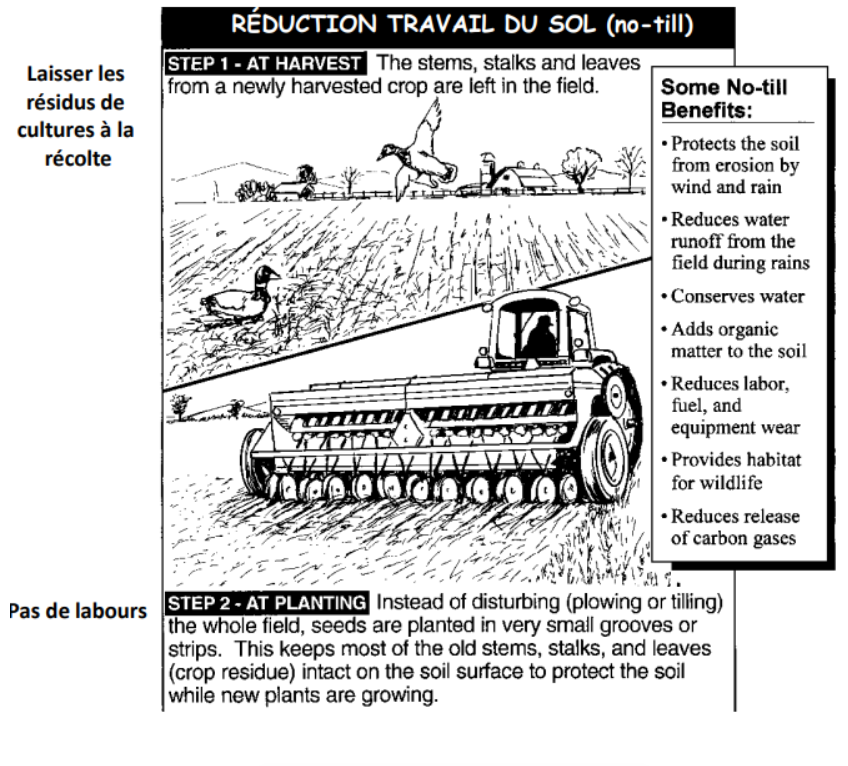 RÉDUCTION TRAVAIL DU SOL (no-till)
Laisser les
résidus de
cultures à la
récolte
STEP 1 - AT HARVEST The stems, stalks and leaves
from a newly harvested crop are left in the field.
Some No-till
Benefits:
• Protects the soil
from erosion by
wind and rain
• Reduces water
runoff from the
field during rains
• Conserves water
• Adds organic
matter to the soil
• Reduces labor,
fuel, and
equipment wear
• Provides habitat
for wildlife
• Reduces release
of carbon gases
Pas de labours
STEP 2 - AT PLANTING Instead of disturbing (plowing or tilling)
the whole field, seeds are planted in very small grooves or
strips. This keeps most of the old stems, stalks, and leaves
(crop residue) intact on the soil surface to protect the soil
while new plants are growing.